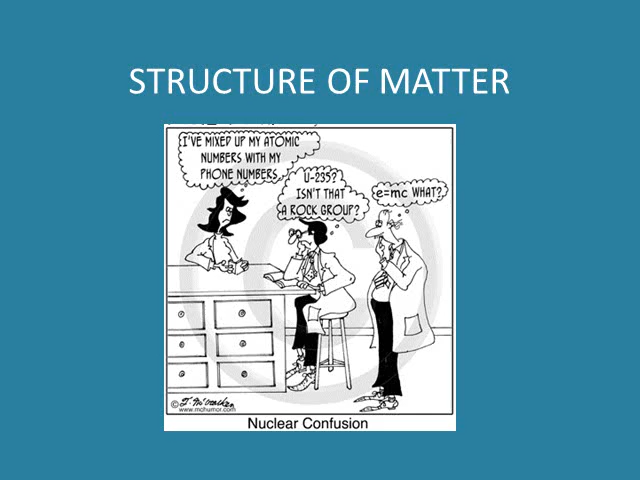 STRUCTURE OF MATTER
I'VE MIXED UP MY ATOMIC
NUMBERS WITH MY
PHONE NUMBERS
U-235?
ISN'T THAT
A ROCK GROUP?
e=mc WHAT?
©T. McCracken
www.mchumor.com
Nuclear Confusion